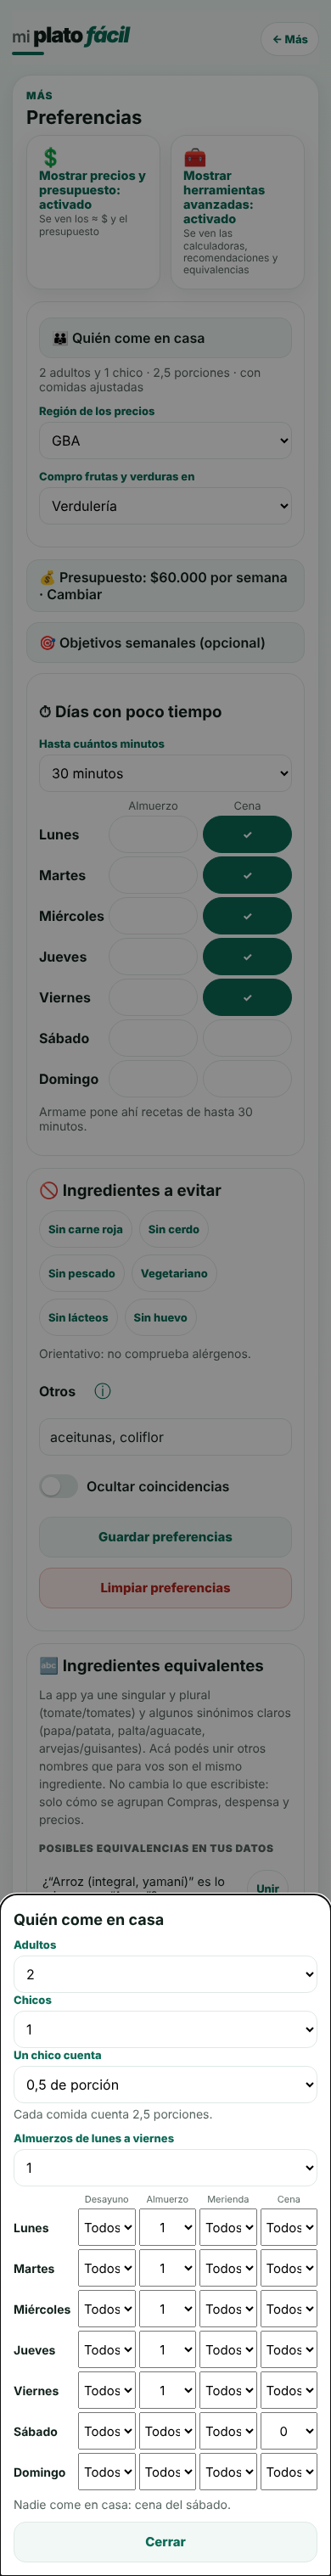 mi plato fácil
← Más
MÁS
Preferencias
Mostrar precios y
presupuesto:
activado
Se ven los ≈ $ y el
presupuesto
Mostrar
herramientas
avanzadas:
activado
Se ven las
calculadoras,
recomendaciones y
equivalencias
Quién come en casa
2 adultos y 1 chico · 2,5 porciones · con
comidas ajustadas
Región de los precios
GBA
Compro frutas y verduras en
Verdulería
Presupuesto: $60.000 por semana
· Cambiar
Objetivos semanales (opcional)
Días con poco tiempo
Hasta cuántos minutos
30 minutos
Almuerzo Cena
Lunes ✓
Martes ✓
Miércoles ✓
Jueves ✓
Viernes ✓
Sábado
Domingo
Armame pone ahí recetas de hasta 30
minutos.
Ingredientes a evitar
Sin carne roja Sin cerdo
Sin pescado Vegetariano
Sin lácteos Sin huevo
Orientativo: no comprueba alérgenos.
Otros ⓘ
aceitunas, coliflor
Ocultar coincidencias
Guardar preferencias
Limpiar preferencias
🔤 Ingredientes equivalentes
La app ya une singular y plural
(tomate/tomates) y algunos sinónimos claros
(papa/patata, palta/aguacate,
arvejas/guisantes). Acá podés unir otros
nombres que para vos son el mismo
ingrediente. No cambia lo que escribiste:
solo cómo se agrupan Compras, despensa y
precios.
POSIBLES EQUIVALENCIAS EN TUS DATOS
¿“Arroz (integral, yamaní)” es lo
Unir
Quién come en casa
Adultos
2
Chicos
1
Un chico cuenta
0,5 de porción
Cada comida cuenta 2,5 porciones.
Almuerzos de lunes a viernes
1
Desayuno Almuerzo Merienda Cena
Lunes Todos 1 Todos Todos
Martes Todos 1 Todos Todos
Miércoles Todos 1 Todos Todos
Jueves Todos 1 Todos Todos
Viernes Todos 1 Todos Todos
Sábado Todos Todos Todos 0
Domingo Todos Todos Todos Todos
Nadie come en casa: cena del sábado.
Cerrar